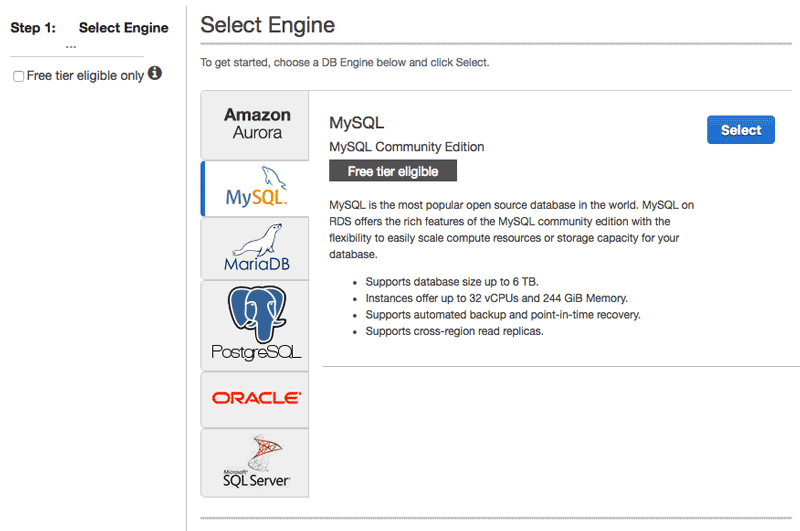 Step 1: Select Engine
...
Free tier eligible only
Select Engine
To get started, choose a DB Engine below and click Select.
Amazon
Aurora
MySQL
MariaDB
PostgreSQL
ORACLE
Microsoft
SQL Server
MySQL
Select
MySQL Community Edition
Free tier eligible
MySQL is the most popular open source database in the world. MySQL on
RDS offers the rich features of the MySQL community edition with the
flexibility to easily scale compute resources or storage capacity for your
database.
• Supports database size up to 6 TB.
• Instances offer up to 32 vCPUs and 244 GiB Memory.
• Supports automated backup and point-in-time recovery.
• Supports cross-region read replicas.